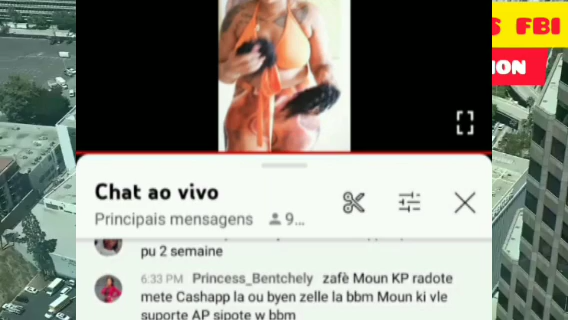 S FBI
ION
Chat ao vivo
Principais mensagens 9...
pu 2 semaine
6:33 PM Princess_Bentchely zafè Moun KP radote
mete Cashapp la ou byen zelle la bbm Moun ki vle
suporte AP sipote w bbm